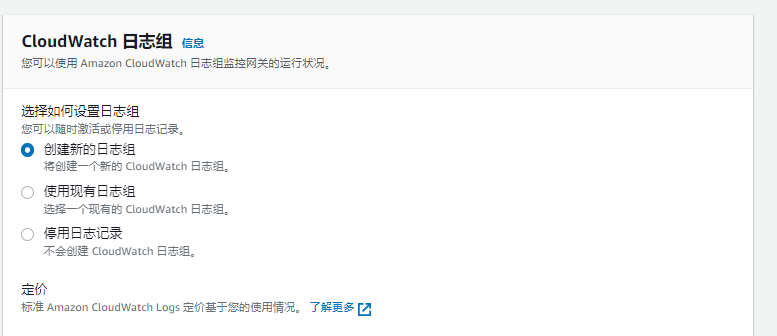 CloudWatch 日志组 信息
您可以使用 Amazon CloudWatch 日志组监控网关的运行状况。
选择如何设置日志组
您可以随时激活或停用日志记录。
创建新的日志组
将创建一个新的 CloudWatch 日志组。
使用现有日志组
选择一个现有的 CloudWatch 日志组。
停用日志记录
不会创建 CloudWatch 日志组。
定价
标准 Amazon CloudWatch Logs 定价基于您的使用情况。 了解更多